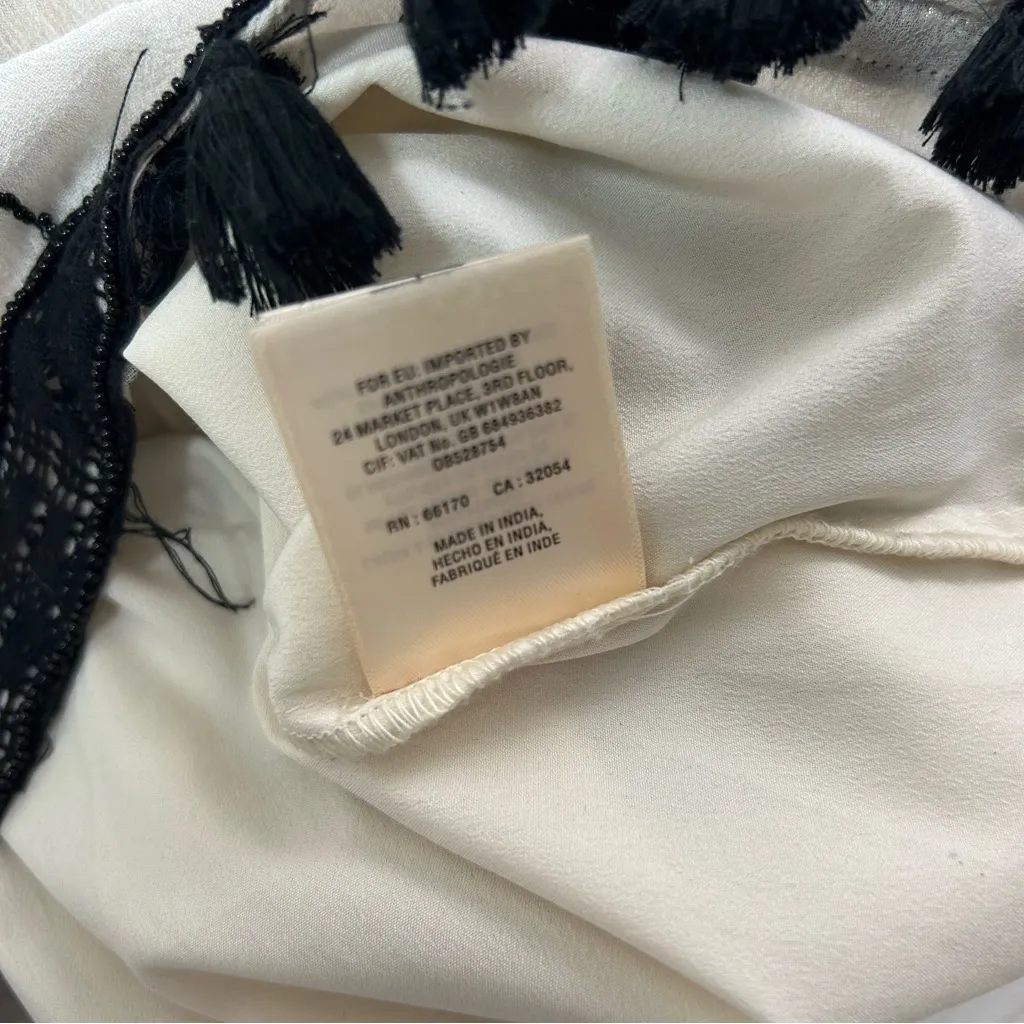 FOR EU: IMPORTED BY
ANTHROPOLOGIE
24 MARKET PLACE, 3RD FLOOR,
LONDON, UK W1W8AN
CIF: VAT No. GB 684936382
OB528754
RN : 66170 CA : 32054
MADE IN INDIA,
HECHO EN INDIA,
FABRIQUÉ EN INDE